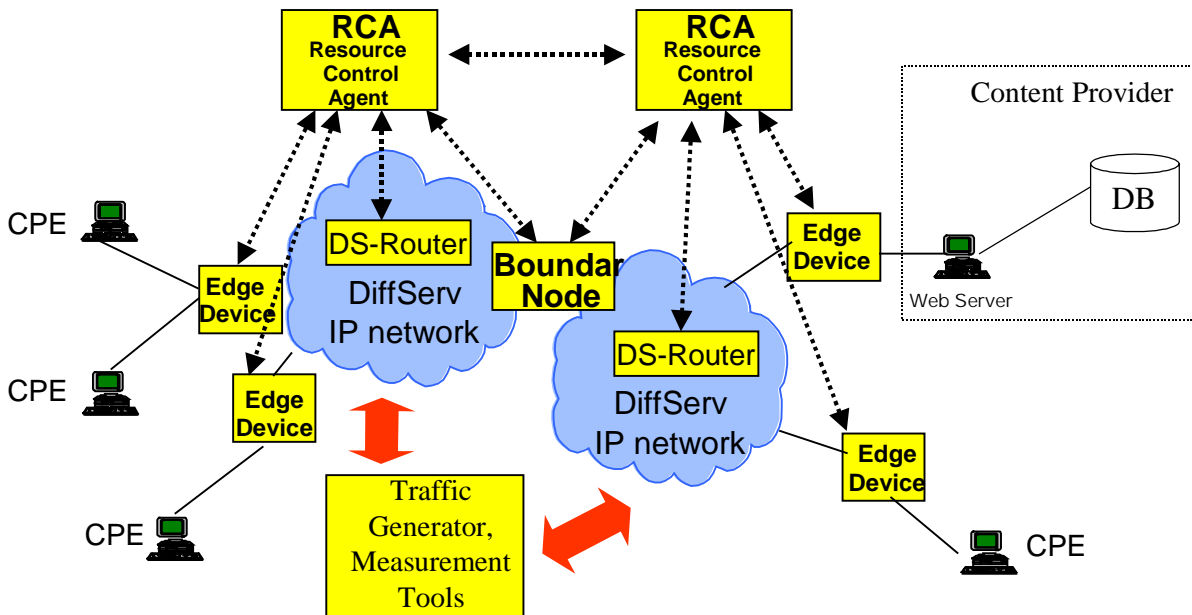 RCA
Resource
Control
Agent
RCA
Resource
Control
Agent
Content Provider
DB
CPE
DS-Router
DiffServ
IP network
Edge
Device
Boundar
Node
Edge
Device
Web Server
CPE
Edge
Device
DS-Router
DiffServ
IP network
Edge
Device
Traffic
Generator,
Measurement
Tools
CPE
CPE